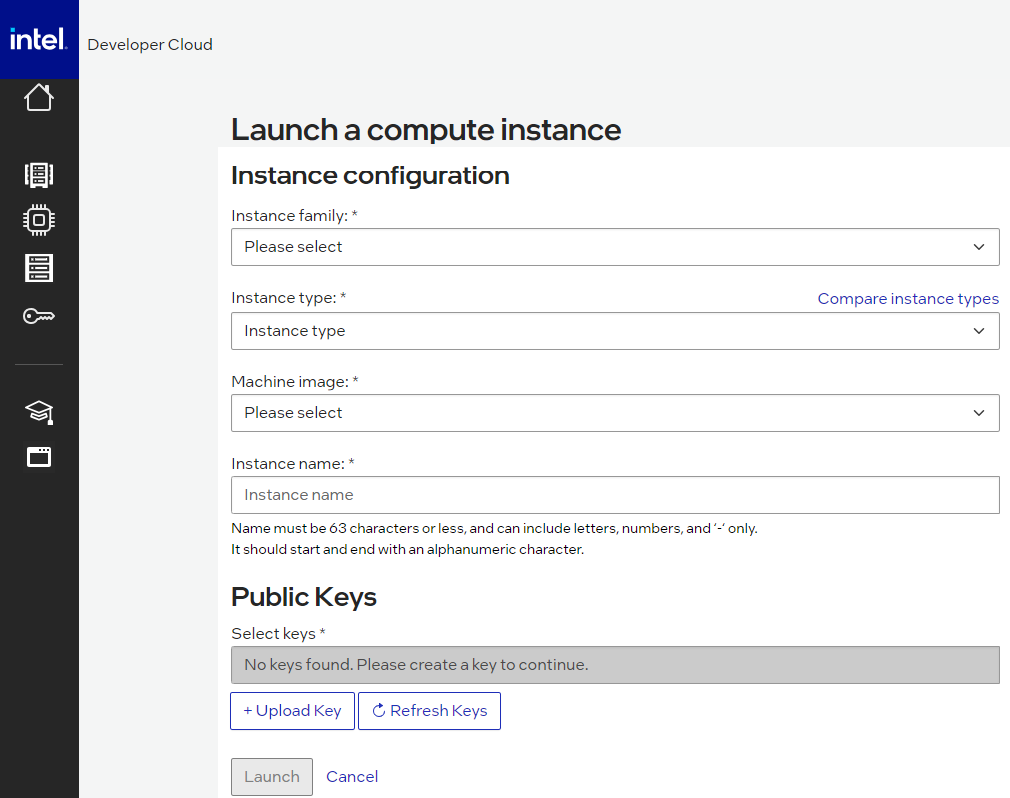 intel.
Developer Cloud
Launch a compute instance
Instance configuration
Instance family: *
Please select
Instance type: *
Compare instance types
Instance type
Machine image: *
Please select
Instance name: *
Instance name
Name must be 63 characters or less, and can include letters, numbers, and ‘-‘ only.
It should start and end with an alphanumeric character.
Public Keys
Select keys *
No keys found. Please create a key to continue.
+ Upload Key
Refresh Keys
Launch
Cancel